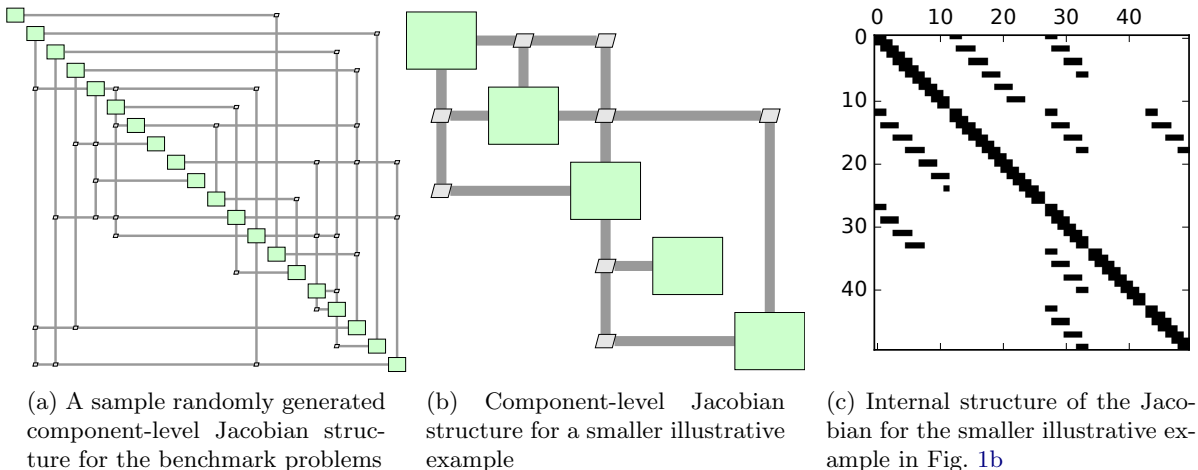 0 10 20 30 40
0
10
20
30
40
(a) A sample randomly generated
component-level Jacobian struc-
ture for the benchmark problems
(b) Component-level Jacobian
structure for a smaller illustrative
example
(c) Internal structure of the Jaco-
bian for the smaller illustrative ex-
ample in Fig. 1b